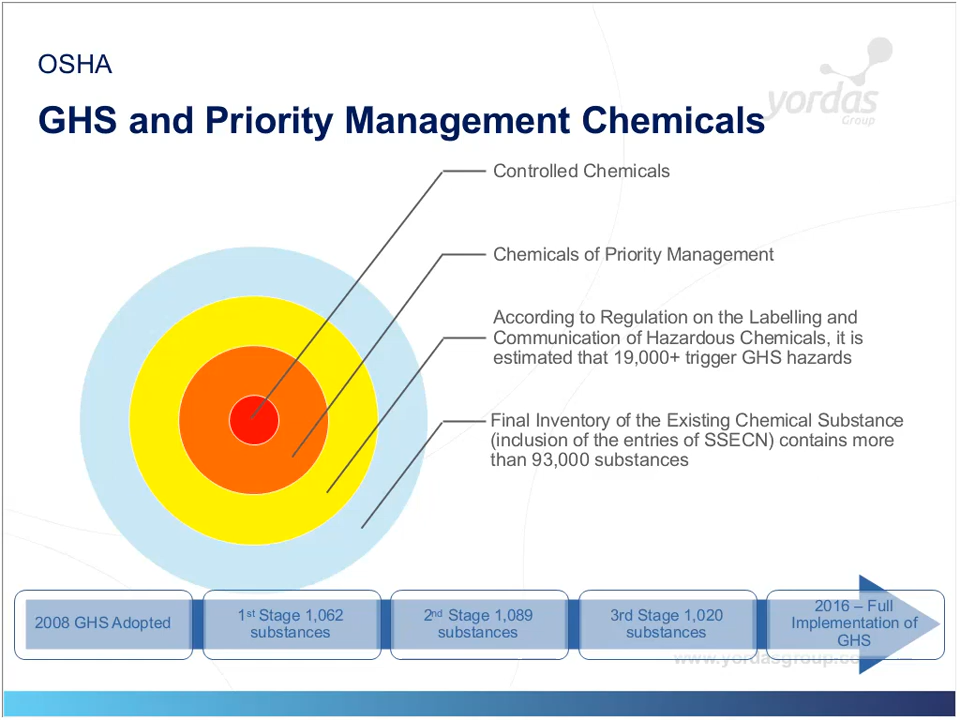 OSHA
yordas
Group
GHS and Priority Management Chemicals
Controlled Chemicals
Chemicals of Priority Management
According to Regulation on the Labelling and
Communication of Hazardous Chemicals, it is
estimated that 19,000+ trigger GHS hazards
Final Inventory of the Existing Chemical Substance
(inclusion of the entries of SSECN) contains more
than 93,000 substances
2008 GHS Adopted
1st Stage 1,062
substances
2nd Stage 1,089
substances
3rd Stage 1,020
substances
2016 – Full
Implementation of
GHS